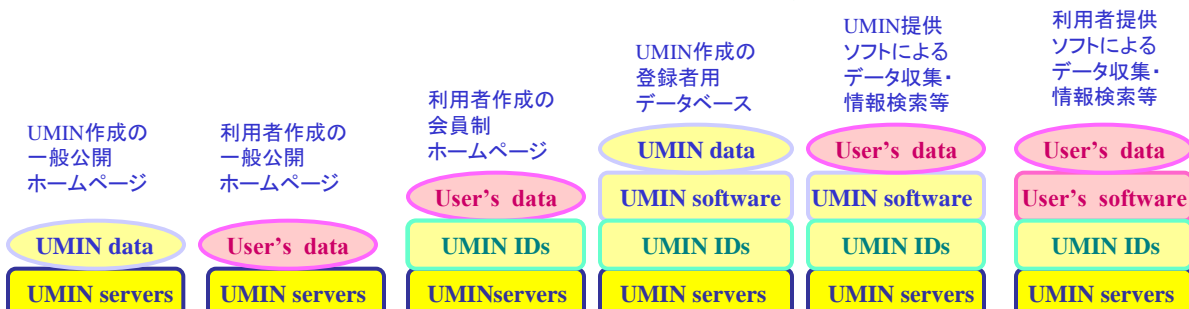 UMIN作成の
一般公開
ホームページ
UMIN data
UMIN servers
利用者作成の
一般公開
ホームページ
User's data
UMIN servers
利用者作成の
会員制
ホームページ
User's data
UMIN IDs
UMINservers
UMIN作成の
登録者用
データベース
UMIN data
UMIN software
UMIN IDs
UMIN servers
UMIN提供
ソフトによる
データ収集・
情報検索等
User's data
UMIN software
UMIN IDs
UMIN servers
利用者提供
ソフトによる
データ収集・
情報検索等
User's data
User's software
UMIN IDs
UMIN servers